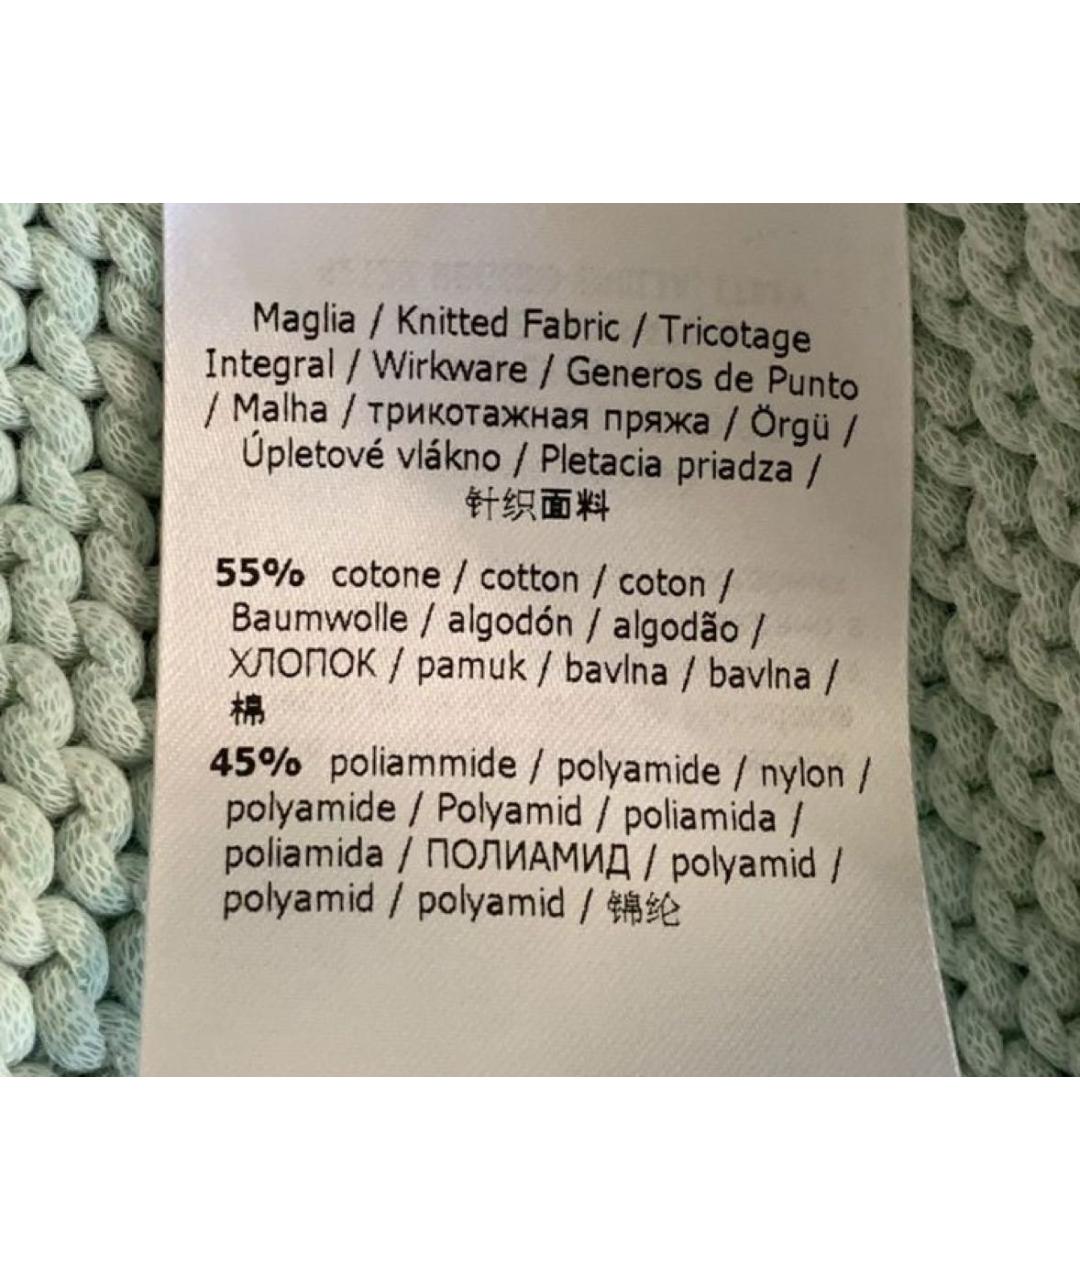 Maglia / Knitted Fabric / Tricotage
Integral / Wirkware / Generos de Punto
/ Malha / трикотажная пряжа / Örgü /
Úpletové vlákno / Pletacia priadza /
针织面料
55% cotone / cotton / coton /
Baumwolle / algodón / algodão /
ХЛОПОК / pamuk / bavlna / bavlna /
棉
45% poliammide / polyamide / nylon /
polyamide / Polyamid / poliamida /
poliamida / ПОЛИАМИД / polyamid /
polyamid / polyamid / 锦纶